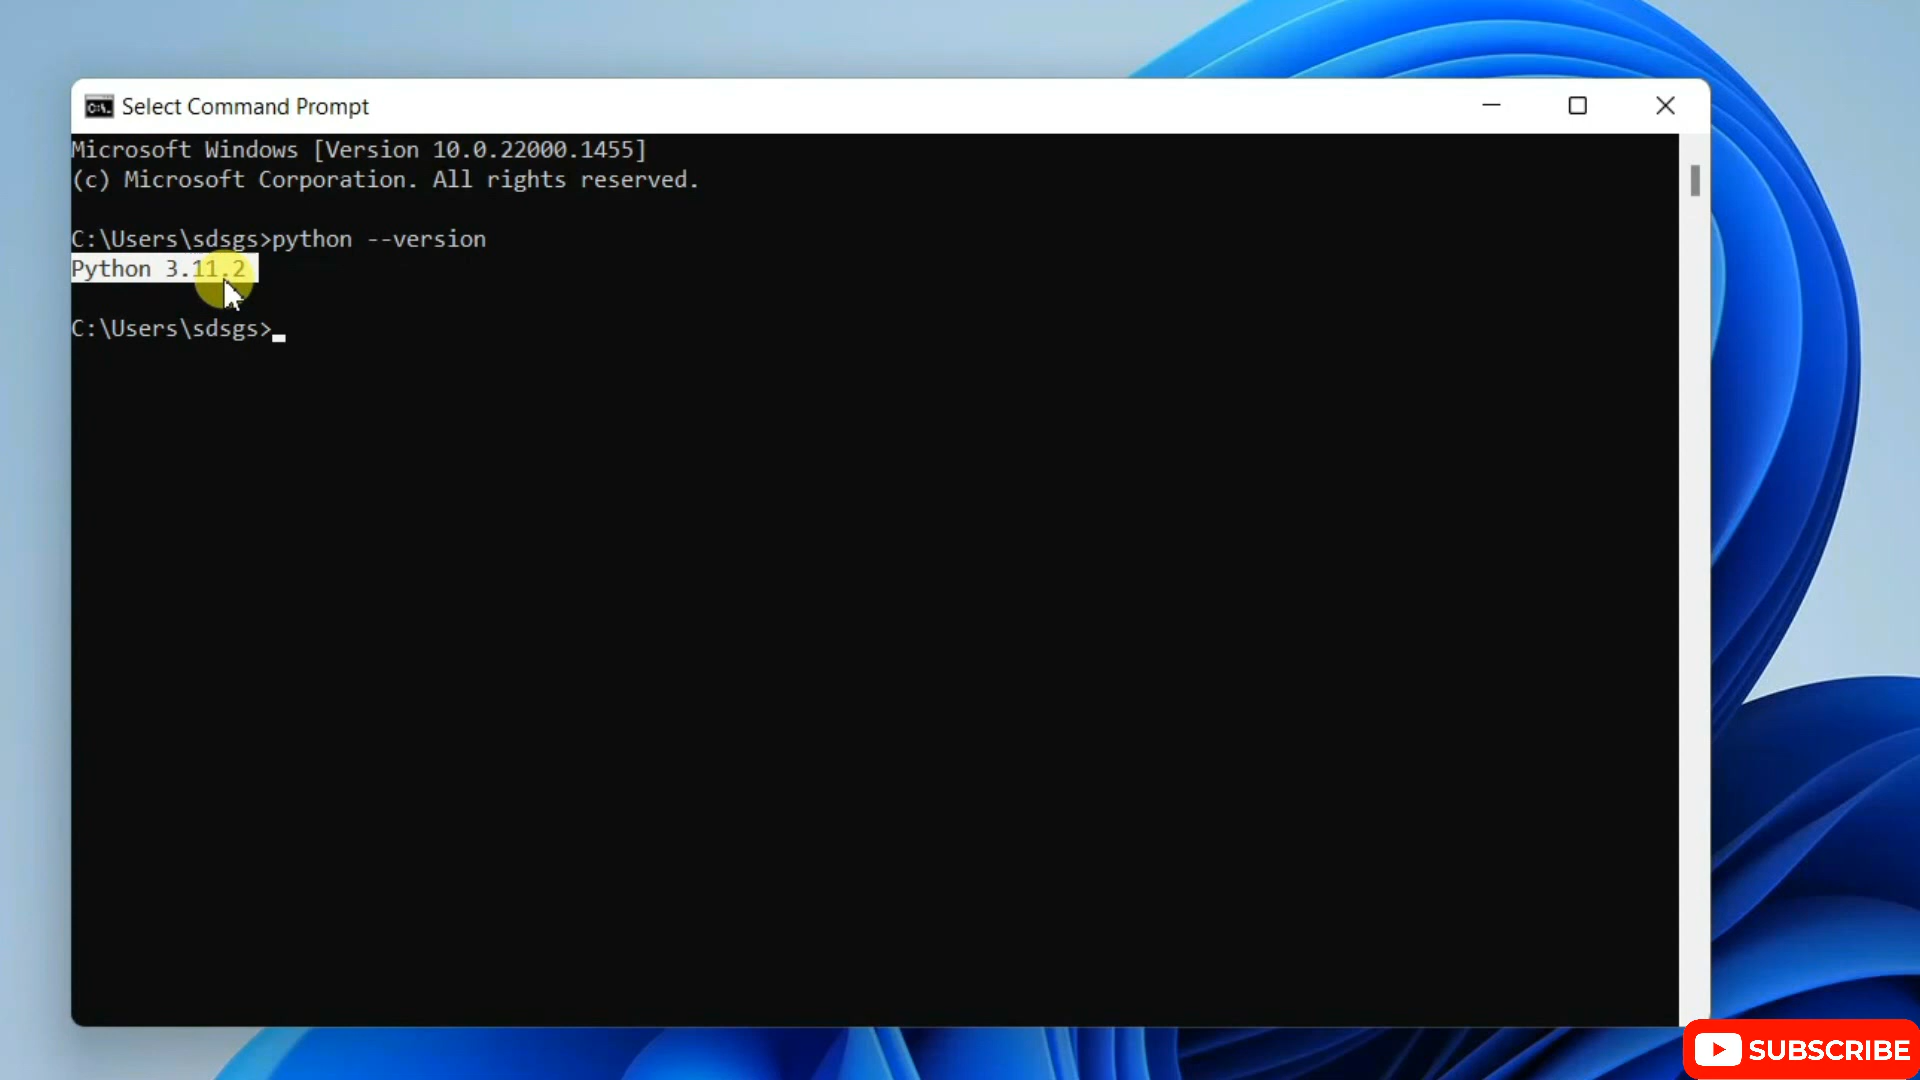 Select Command Prompt
Microsoft Windows [Version 10.0.22000.1455]
(c) Microsoft Corporation. All rights reserved.
C:\Users\sdsgs>python --version
Python 3.11.2
C:\Users\sdsgs>
SUBSCRIBE